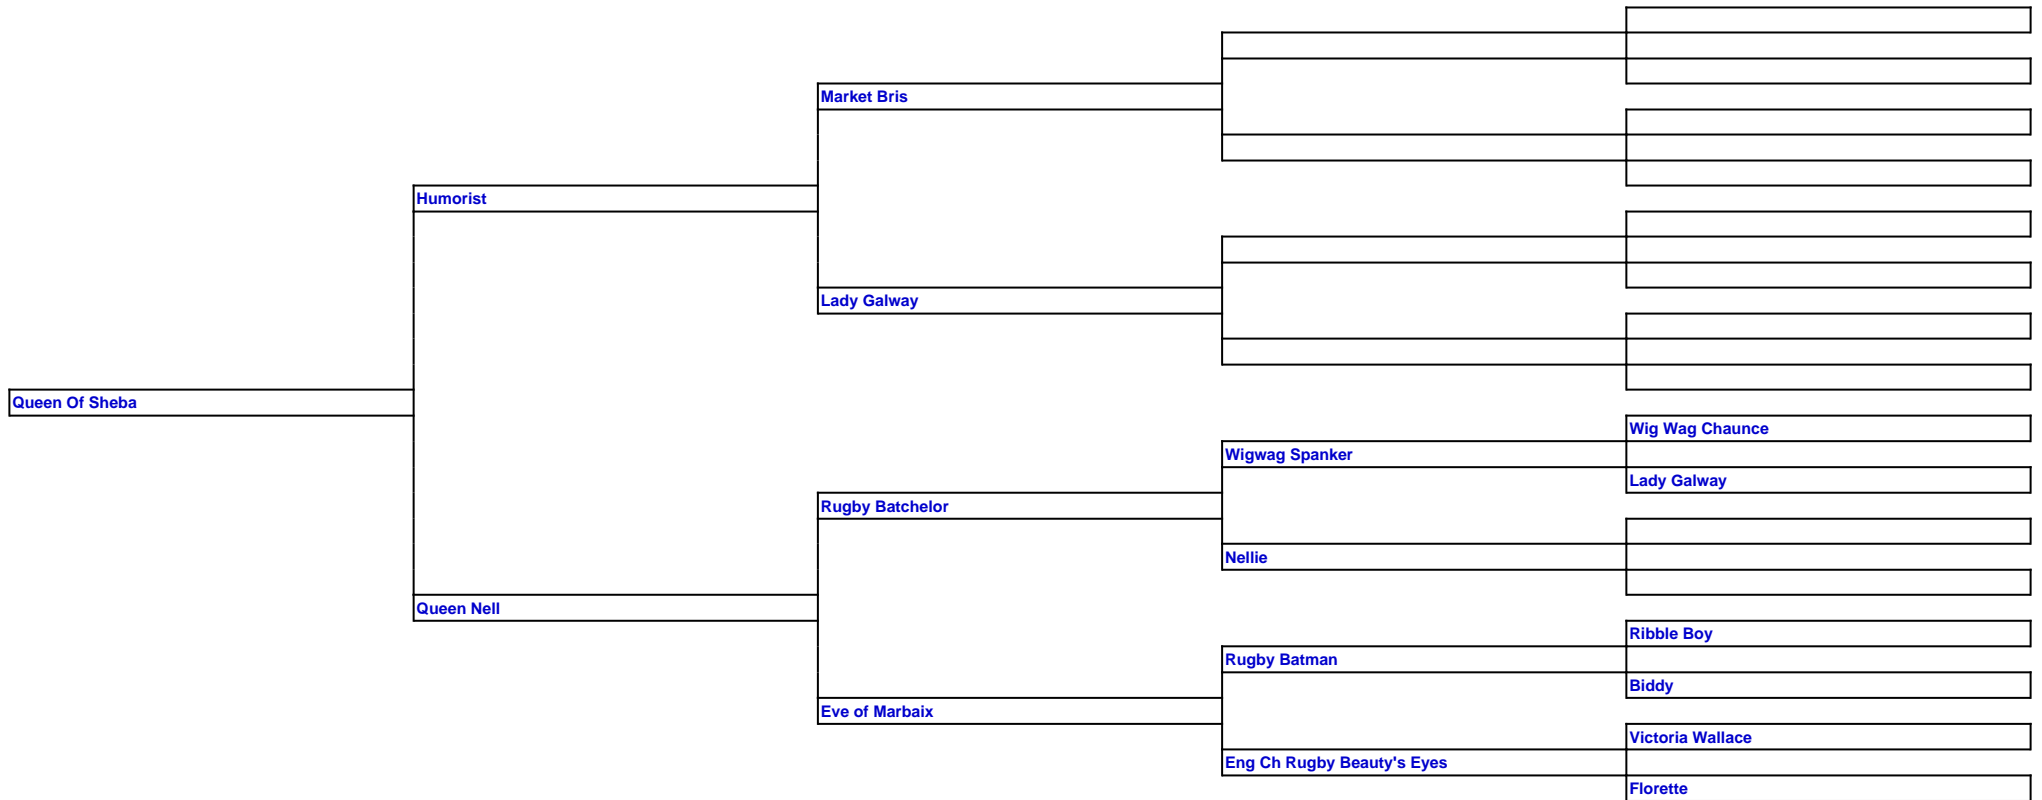 Market Bris
Humorist
Lady Galway
Queen Of Sheba
Wig Wag Chaunce
Wigwag Spanker
Lady Galway
Rugby Batchelor
Nellie
Queen Nell
Ribble Boy
Rugby Batman
Biddy
Eve of Marbaix
Victoria Wallace
Eng Ch Rugby Beauty's Eyes
Florette